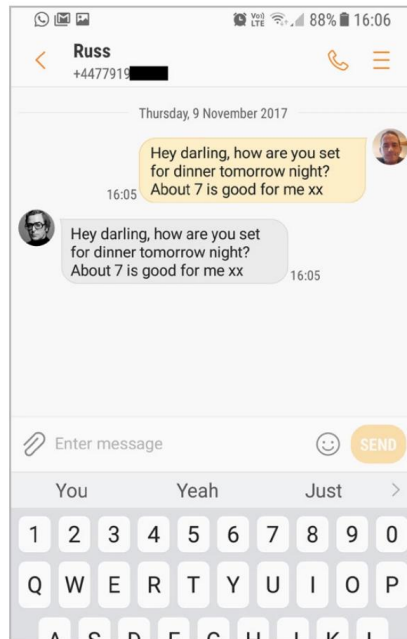 Vo)) LTE 88% 16:06
Russ
+4477919
Thursday, 9 November 2017
Hey darling, how are you set
for dinner tomorrow night?
About 7 is good for me xx
16:05
Hey darling, how are you set
for dinner tomorrow night?
About 7 is good for me xx
16:05
Enter message
SEND
You Yeah Just
1 2 3 4 5 6 7 8 9 0
Q W E R T Y U I O P
A S D F G H J K L